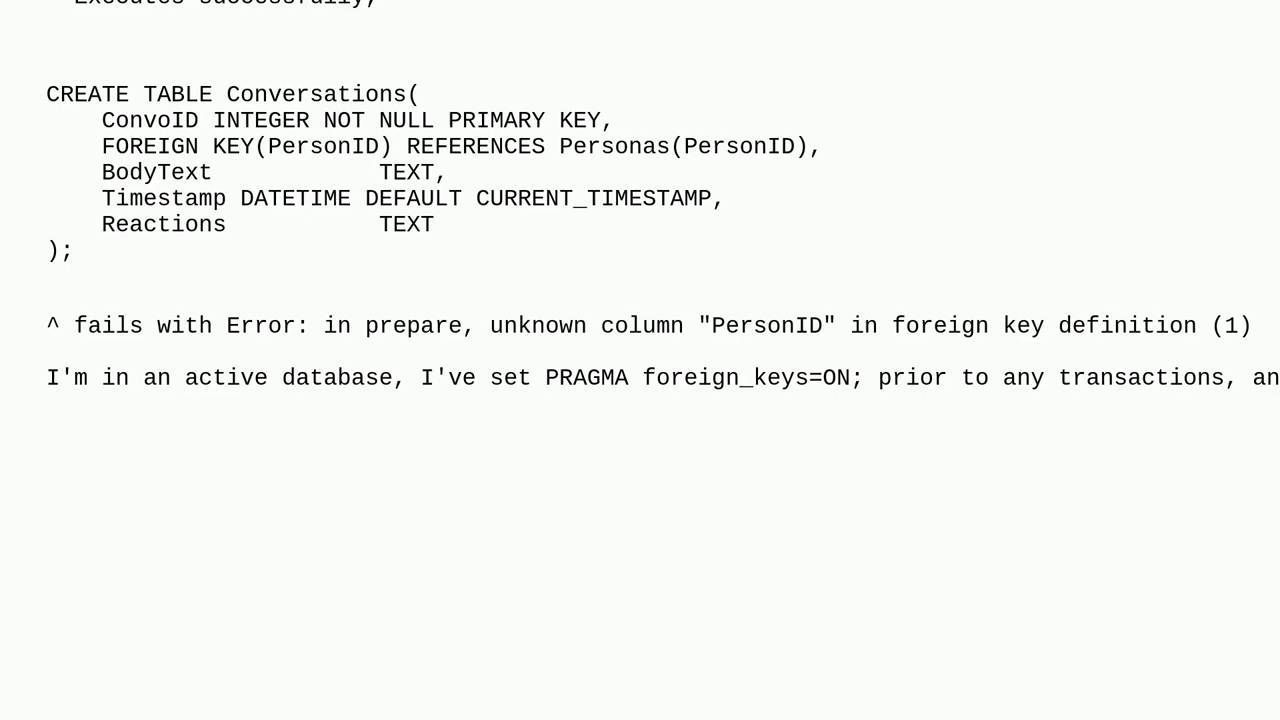 Executes successfully,
CREATE TABLE Conversations(
    ConvoID INTEGER NOT NULL PRIMARY KEY,
    FOREIGN KEY(PersonID) REFERENCES Personas(PersonID),
    BodyText            TEXT,
    Timestamp DATETIME DEFAULT CURRENT_TIMESTAMP,
    Reactions           TEXT
);
^ fails with Error: in prepare, unknown column "PersonID" in foreign key definition (1)
I'm in an active database, I've set PRAGMA foreign_keys=ON; prior to any transactions, an